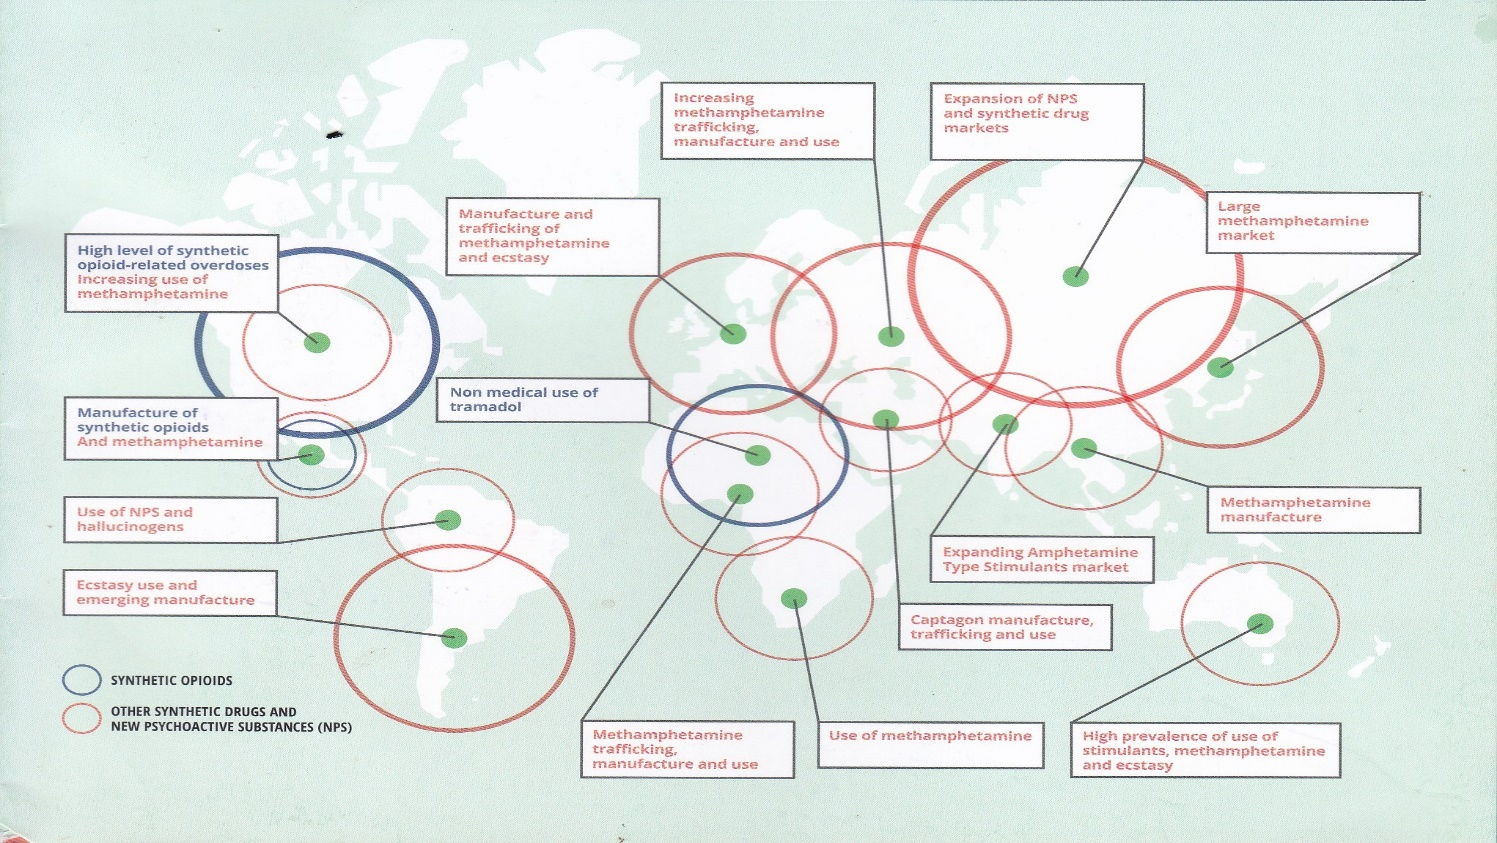 Increasing
methamphetamine
trafficking,
manufacture and use
Expansion of NPS
and synthetic drug
markets
Large
methamphetamine
market
Manufacture and
trafficking of
methamphetamine
and ecstasy
High level of synthetic
opioid-related overdoses
Increasing use of
methamphetamine
Non medical use of
tramadol
Manufacture of
synthetic opioids
And methamphetamine
Use of NPS and
hallucinogens
Methamphetamine
manufacture
Expanding Amphetamine
Type Stimulants market
Ecstasy use and
emerging manufacture
Captagon manufacture,
trafficking and use
SYNTHETIC OPIOIDS
OTHER SYNTHETIC DRUGS AND
NEW PSYCHOACTIVE SUBSTANCES (NPS)
Methamphetamine
trafficking,
manufacture and use
Use of methamphetamine
High prevalence of use of
stimulants, methamphetamine
and ecstasy